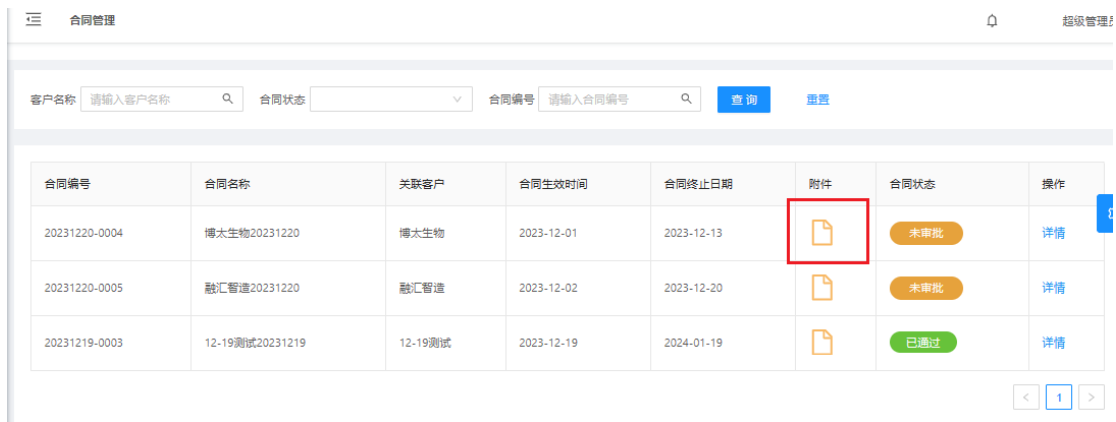 合同管理
超级管理员
客户名称 请输入客户名称 合同状态 合同编号 请输入合同编号 查询 重置
合同编号 合同名称 关联客户 合同生效时间 合同终止日期 附件 合同状态 操作
20231220-0004 博太生物20231220 博太生物 2023-12-01 2023-12-13 未审批 详情
20231220-0005 融汇智造20231220 融汇智造 2023-12-02 2023-12-20 未审批 详情
20231219-0003 12-19测试20231219 12-19测试 2023-12-19 2024-01-19 已通过 详情
< 1 >